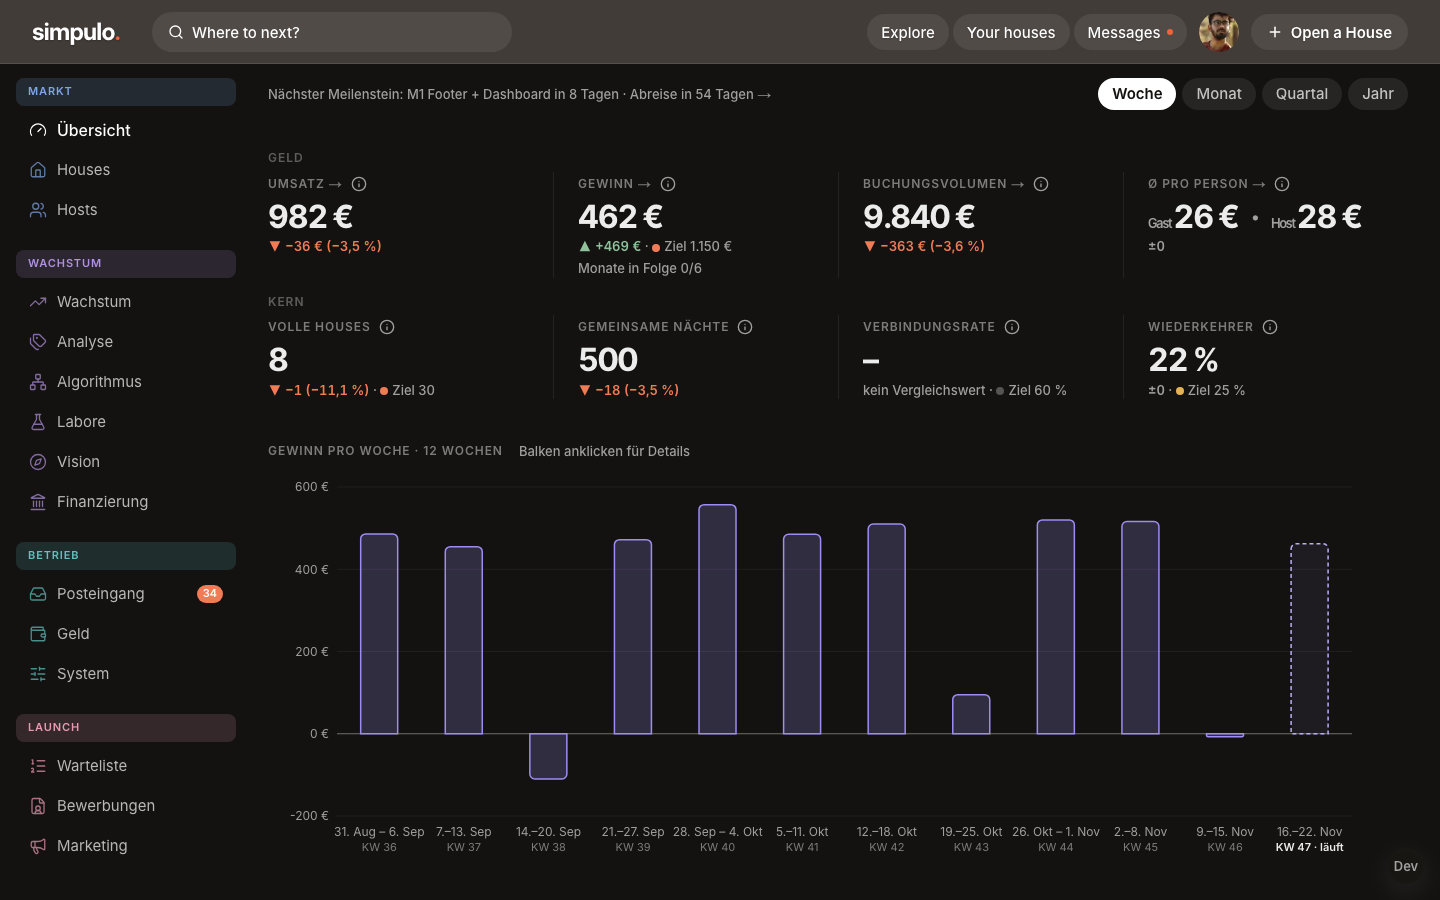 simpulo.
Where to next?
Explore
Your houses
Messages
Open a House
MARKT
Übersicht
Houses
Hosts
WACHSTUM
Wachstum
Analyse
Algorithmus
Labore
Vision
Finanzierung
BETRIEB
Posteingang 34
Geld
System
LAUNCH
Warteliste
Bewerbungen
Marketing
Nächster Meilenstein: M1 Footer + Dashboard in 8 Tagen · Abreise in 54 Tagen →
Woche
Monat
Quartal
Jahr
GELD
UMSATZ →
982 €
▼ −36 € (−3,5 %)
GEWINN →
462 €
▲ +469 € · Ziel 1.150 €
Monate in Folge 0/6
BUCHUNGSVOLUMEN →
9.840 €
▼ −363 € (−3,6 %)
Ø PRO PERSON →
Gast 26 € • Host 28 €
±0
KERN
VOLLE HOUSES
8
▼ −1 (−11,1 %) · Ziel 30
GEMEINSAME NÄCHTE
500
▼ −18 (−3,5 %)
VERBINDUNGSRATE
–
kein Vergleichswert · Ziel 60 %
WIEDERKEHRER
22 %
±0 · Ziel 25 %
GEWINN PRO WOCHE · 12 WOCHEN Balken anklicken für Details
600 €
400 €
200 €
0 €
-200 €
31. Aug – 6. Sep
KW 36
7.–13. Sep
KW 37
14.–20. Sep
KW 38
21.–27. Sep
KW 39
28. Sep – 4. Okt
KW 40
5.–11. Okt
KW 41
12.–18. Okt
KW 42
19.–25. Okt
KW 43
26. Okt – 1. Nov
KW 44
2.–8. Nov
KW 45
9.–15. Nov
KW 46
16.–22. Nov
KW 47 · läuft
Dev